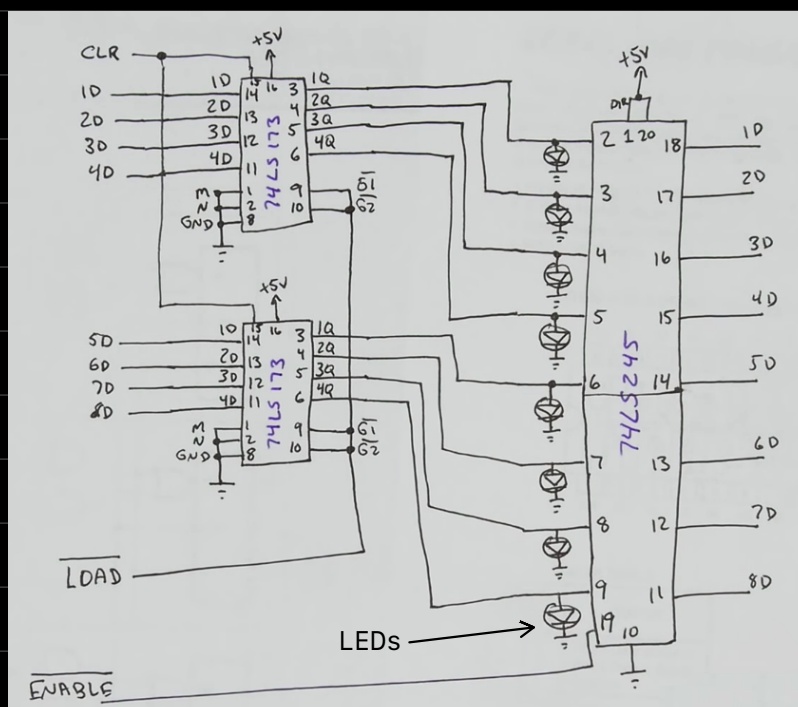 CLR
+5V
15 16
1D 1D 14 3 1Q
2D 2D 13 4 2Q
3D 3D 12 5 3Q
4D 4D 11 6 4Q
74LS173
M 1 9 G1
N 2 10 G2
GND 8
+5V
15 16
5D 1D 14 3 1Q
6D 2D 13 4 2Q
7D 3D 12 5 3Q
8D 4D 11 6 4Q
74LS173
M 1 9 G1
N 2 10 G2
GND 8
LOAD
ENABLE
LEDs
+5V
DIR
1 20
2 18 1D
3 17 2D
4 16 3D
5 15 4D
6 14 5D
7 13 6D
8 12 7D
9 11 8D
19 10
74LS245